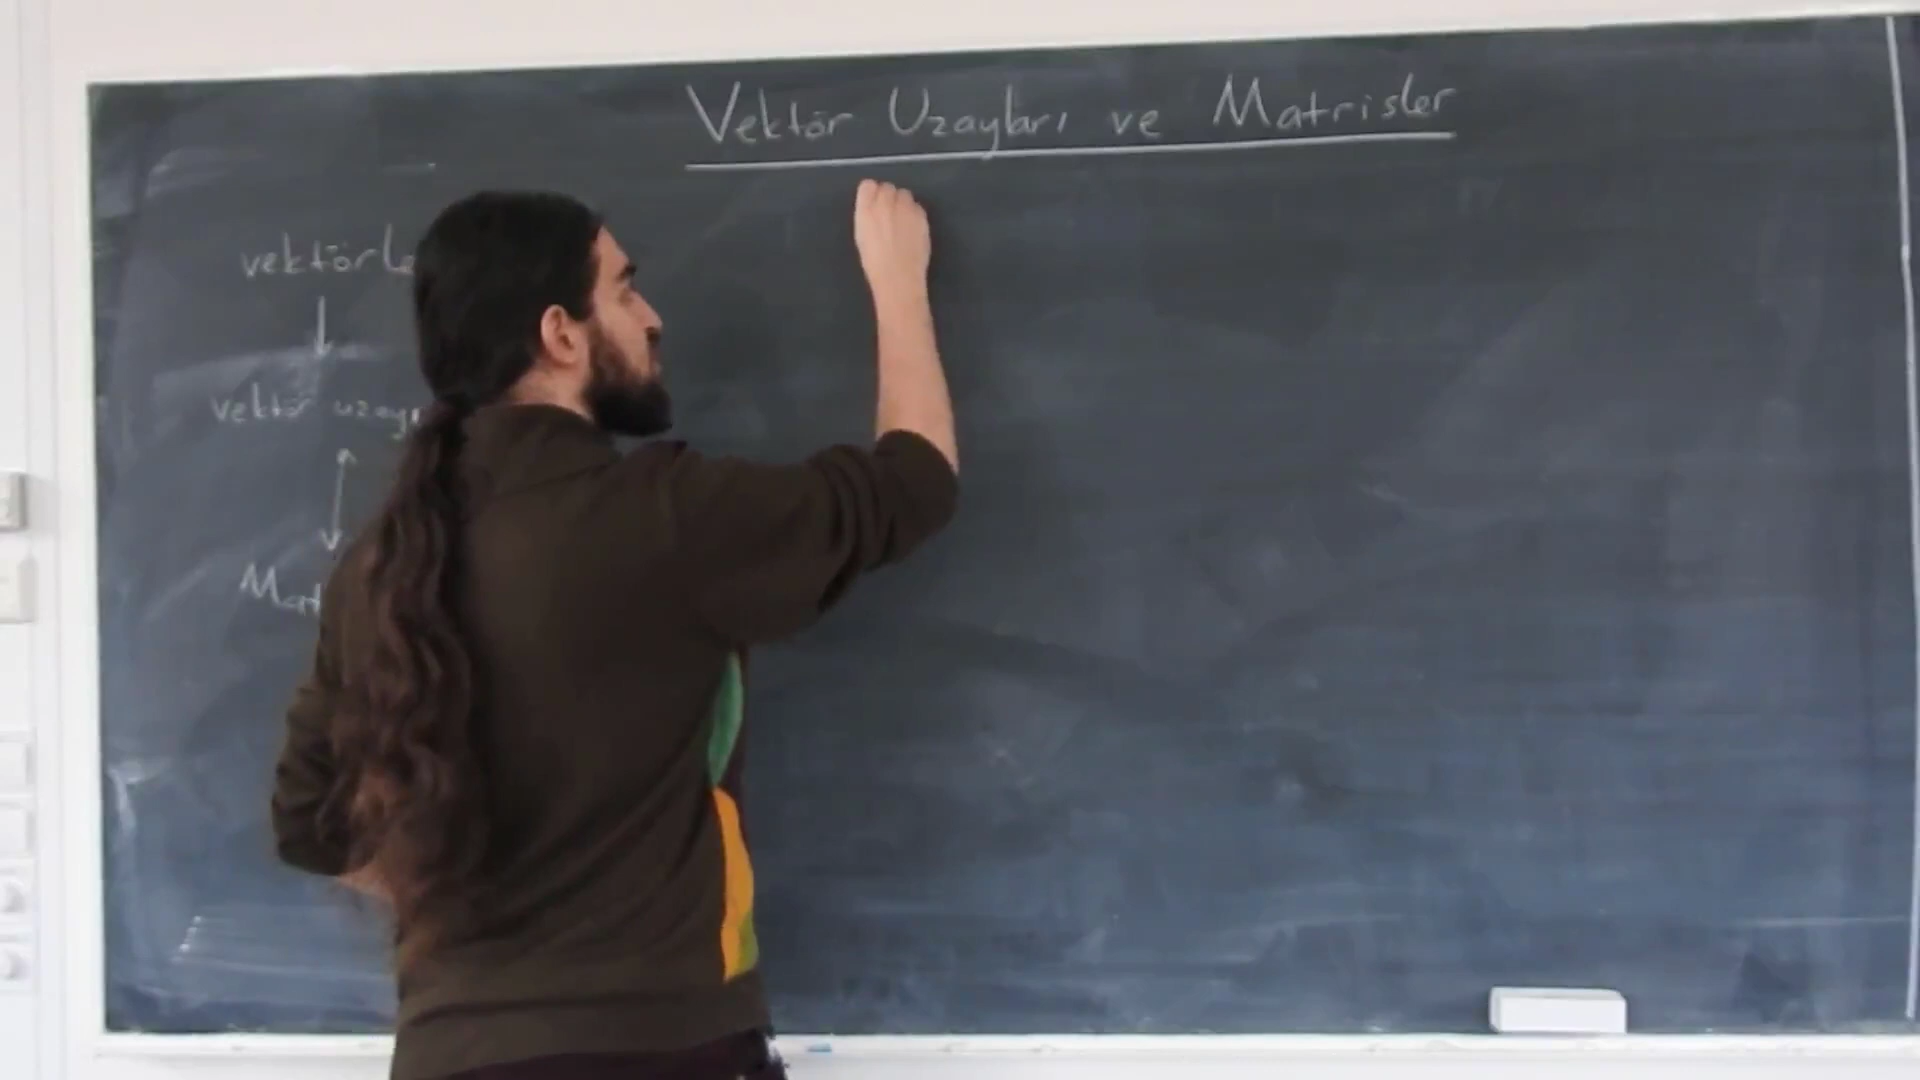 Vektör Uzayları ve Matrisler
vektörle
vektör uzay
Mat